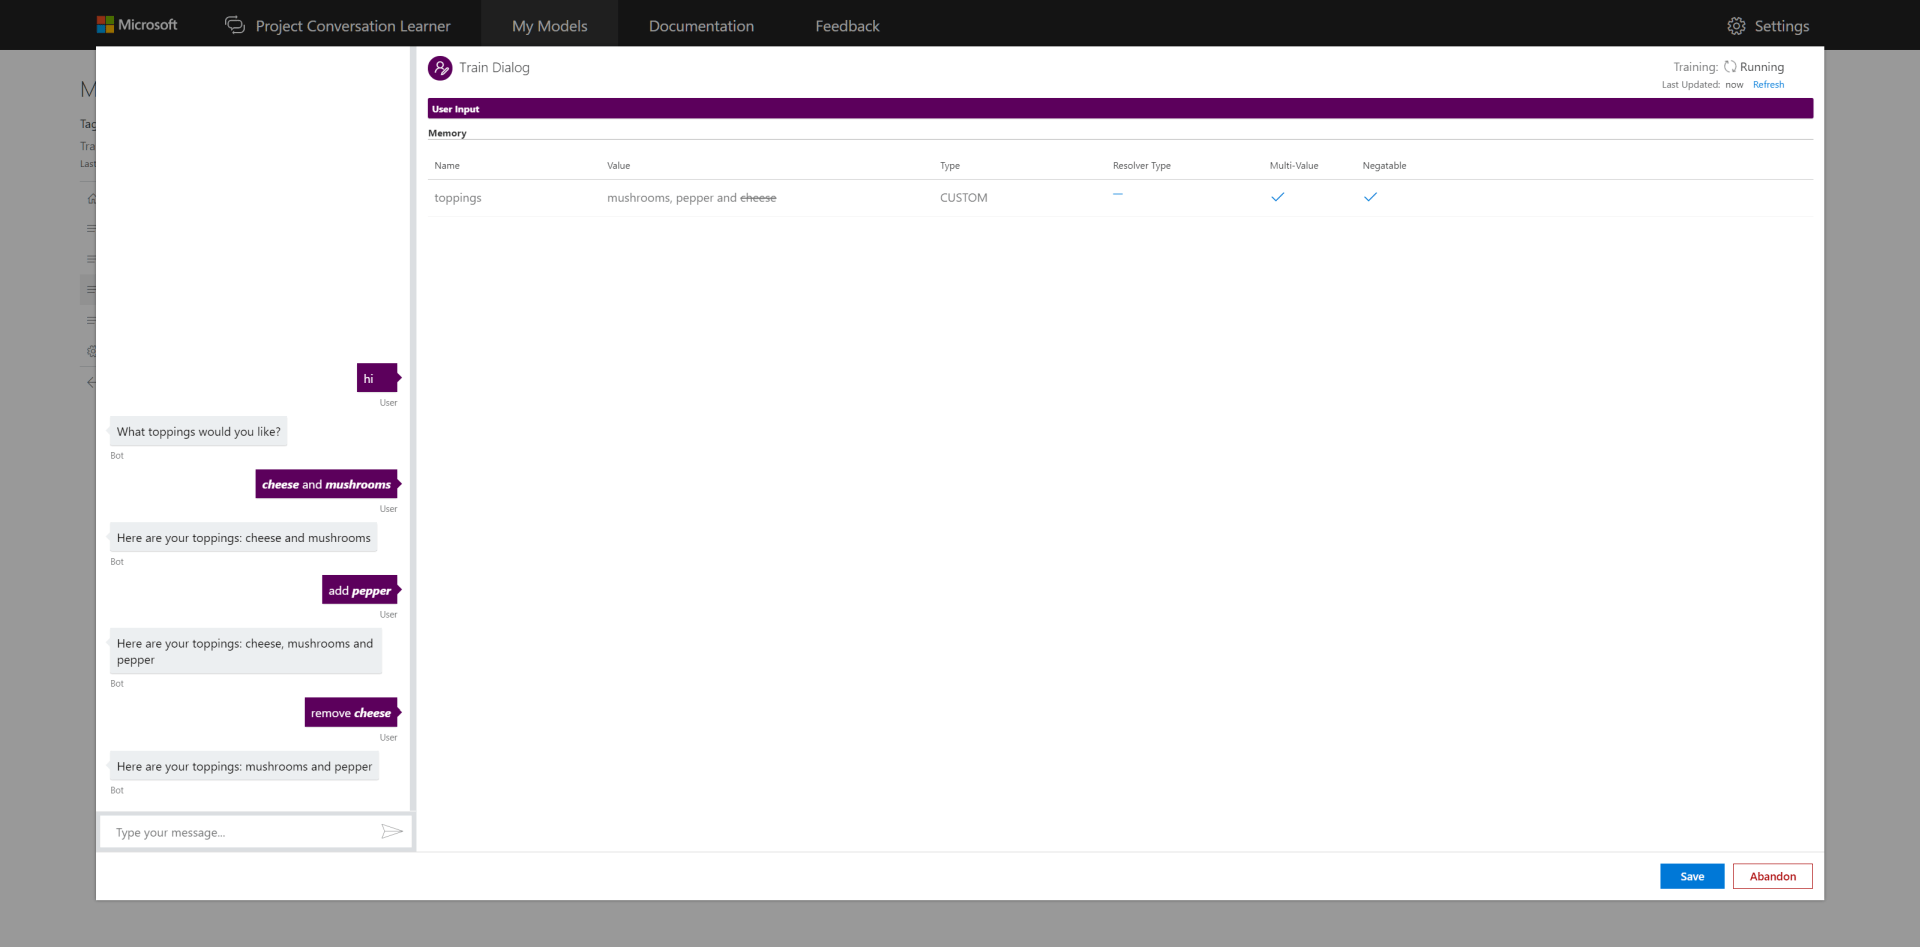 Microsoft
Project Conversation Learner
My Models
Documentation
Feedback
Settings
M
Tag
Tra
Last
hi
User
What toppings would you like?
Bot
cheese and mushrooms
User
Here are your toppings: cheese and mushrooms
Bot
add pepper
User
Here are your toppings: cheese, mushrooms and
pepper
Bot
remove cheese
User
Here are your toppings: mushrooms and pepper
Bot
Type your message...
Train Dialog
Training: Running
Last Updated: now Refresh
User Input
Memory
Name Value Type Resolver Type Multi-Value Negatable
toppings mushrooms, pepper and cheese CUSTOM
Save
Abandon